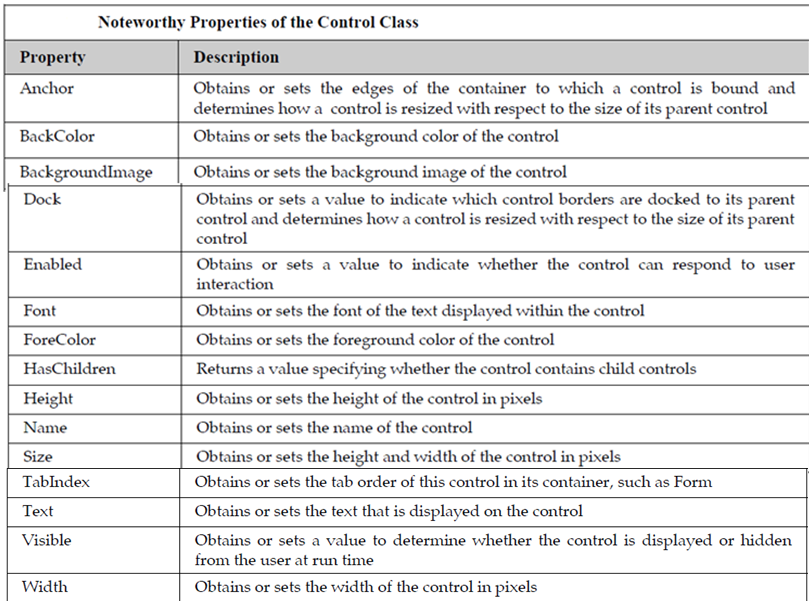 Noteworthy Properties of the Control Class
Property Description
Anchor Obtains or sets the edges of the container to which a control is bound and
determines how a control is resized with respect to the size of its parent control
BackColor Obtains or sets the background color of the control
BackgroundImage Obtains or sets the background image of the control
Dock Obtains or sets a value to indicate which control borders are docked to its parent
control and determines how a control is resized with respect to the size of its parent
control
Enabled Obtains or sets a value to indicate whether the control can respond to user
interaction
Font Obtains or sets the font of the text displayed within the control
ForeColor Obtains or sets the foreground color of the control
HasChildren Returns a value specifying whether the control contains child controls
Height Obtains or sets the height of the control in pixels
Name Obtains or sets the name of the control
Size Obtains or sets the height and width of the control in pixels
TabIndex Obtains or sets the tab order of this control in its container, such as Form
Text Obtains or sets the text that is displayed on the control
Visible Obtains or sets a value to determine whether the control is displayed or hidden
from the user at run time
Width Obtains or sets the width of the control in pixels